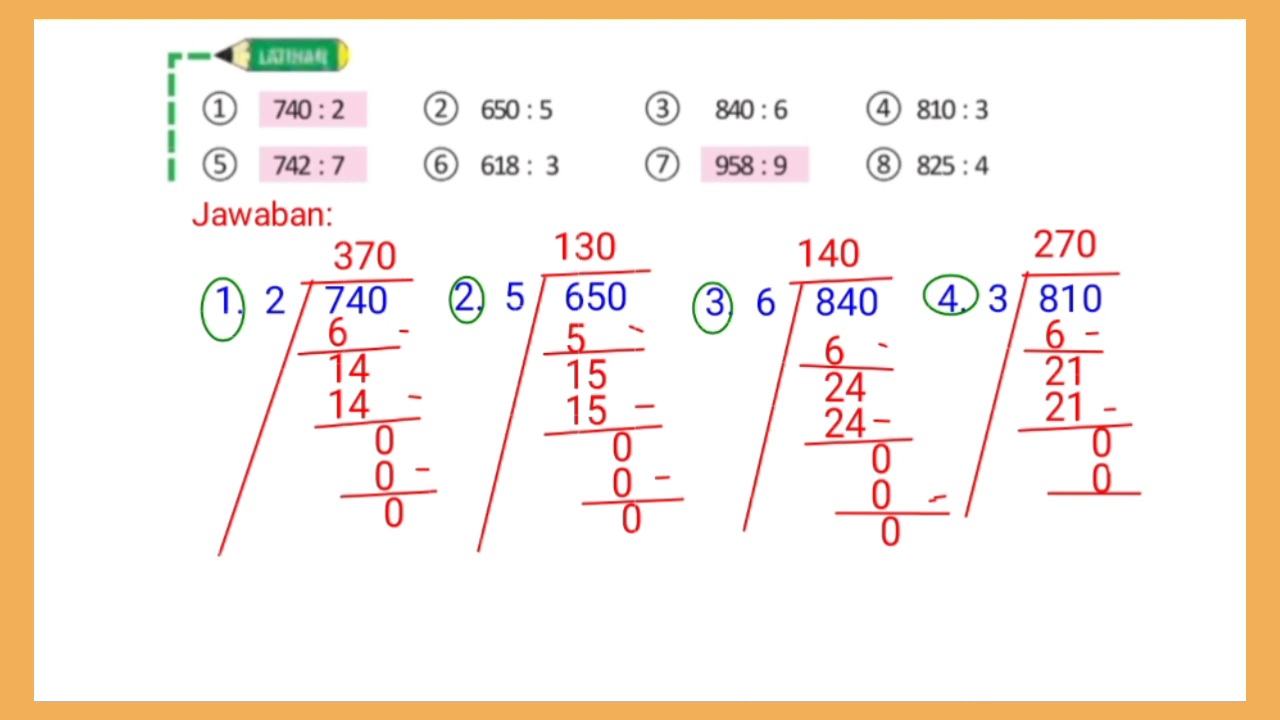 LATIHAN
① 740 : 2 ② 650 : 5 ③ 840 : 6 ④ 810 : 3
⑤ 742 : 7 ⑥ 618 : 3 ⑦ 958 : 9 ⑧ 825 : 4
Jawaban:
370 130 140 270
1. 2 740 2. 5 650 3. 6 840 4. 3 810
6 - 5 - 6 - 6 -
14 15 24 21
14 - 15 - 24 - 21 -
0 0 0 0
0 - 0 - 0 - 0
0 0 0